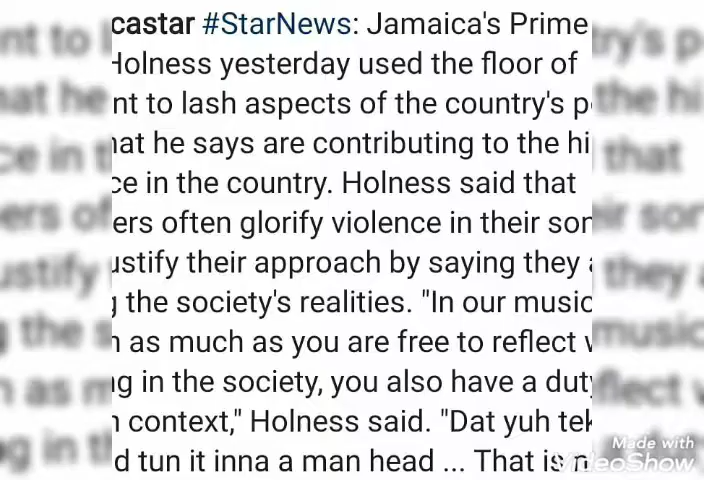 castar #StarNews: Jamaica's Prime
Holness yesterday used the floor of
nt to lash aspects of the country's p
hat he says are contributing to the hi
ce in the country. Holness said that
ers often glorify violence in their son
ustify their approach by saying they a
g the society's realities. "In our music
n as much as you are free to reflect w
ng in the society, you also have a duty
n context," Holness said. "Dat yuh tek
d tun it inna a man head ... That is n
Made with
VideoShow